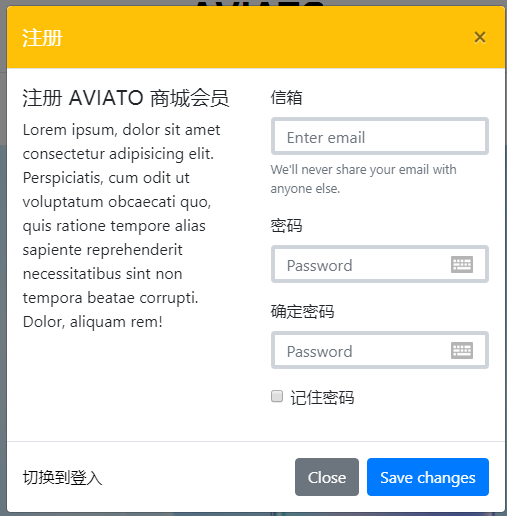 AVIATO
注册
×
注册 AVIATO 商城会员
Lorem ipsum, dolor sit amet
consectetur adipisicing elit.
Perspiciatis, cum odit ut
voluptatum obcaecati quo,
quis ratione tempore alias
sapiente reprehenderit
necessitatibus sint non
tempora beatae corrupti.
Dolor, aliquam rem!
信箱
Enter email
We'll never share your email with
anyone else.
密码
Password
确定密码
Password
记住密码
切换到登入
Close
Save changes